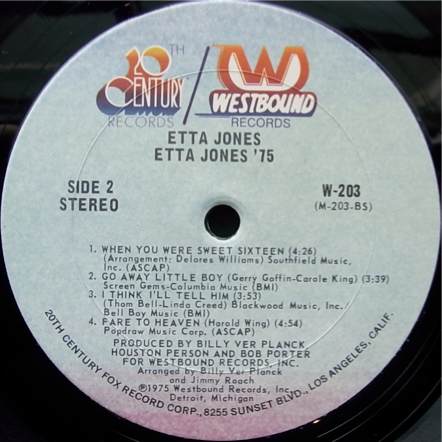 20TH
CENTURY
RECORDS
W
WESTBOUND
RECORDS
ETTA JONES
ETTA JONES '75
SIDE 2
STEREO
W-203
(M-203-BS)
1. WHEN YOU WERE SWEET SIXTEEN (4:26)
(Arrangement: Delores Williams) Southfield Music,
Inc. (ASCAP)
2. GO AWAY LITTLE BOY (Gerry Goffin-Carole King) (3:39)
Screen Gems-Columbia Music (BMI)
3. I THINK I'LL TELL HIM (3:53)
(Thom Bell-Linda Creed) Blackwood Music, Inc./
Bell Boy Music (BMI)
4. FARE TO HEAVEN (Harold Wing) (4:54)
Popdraw Music Corp. (ASCAP)
PRODUCED BY BILLY VER PLANCK
HOUSTON PERSON AND BOB PORTER
FOR WESTBOUND RECORDS, INC.
Arranged by Billy Ver Planck
and Jimmy Roach
℗1975 Westbound Records, Inc.
Detroit, Michigan
20TH CENTURY FOX RECORD CORP., 8255 SUNSET BLVD., LOS ANGELES, CALIF.